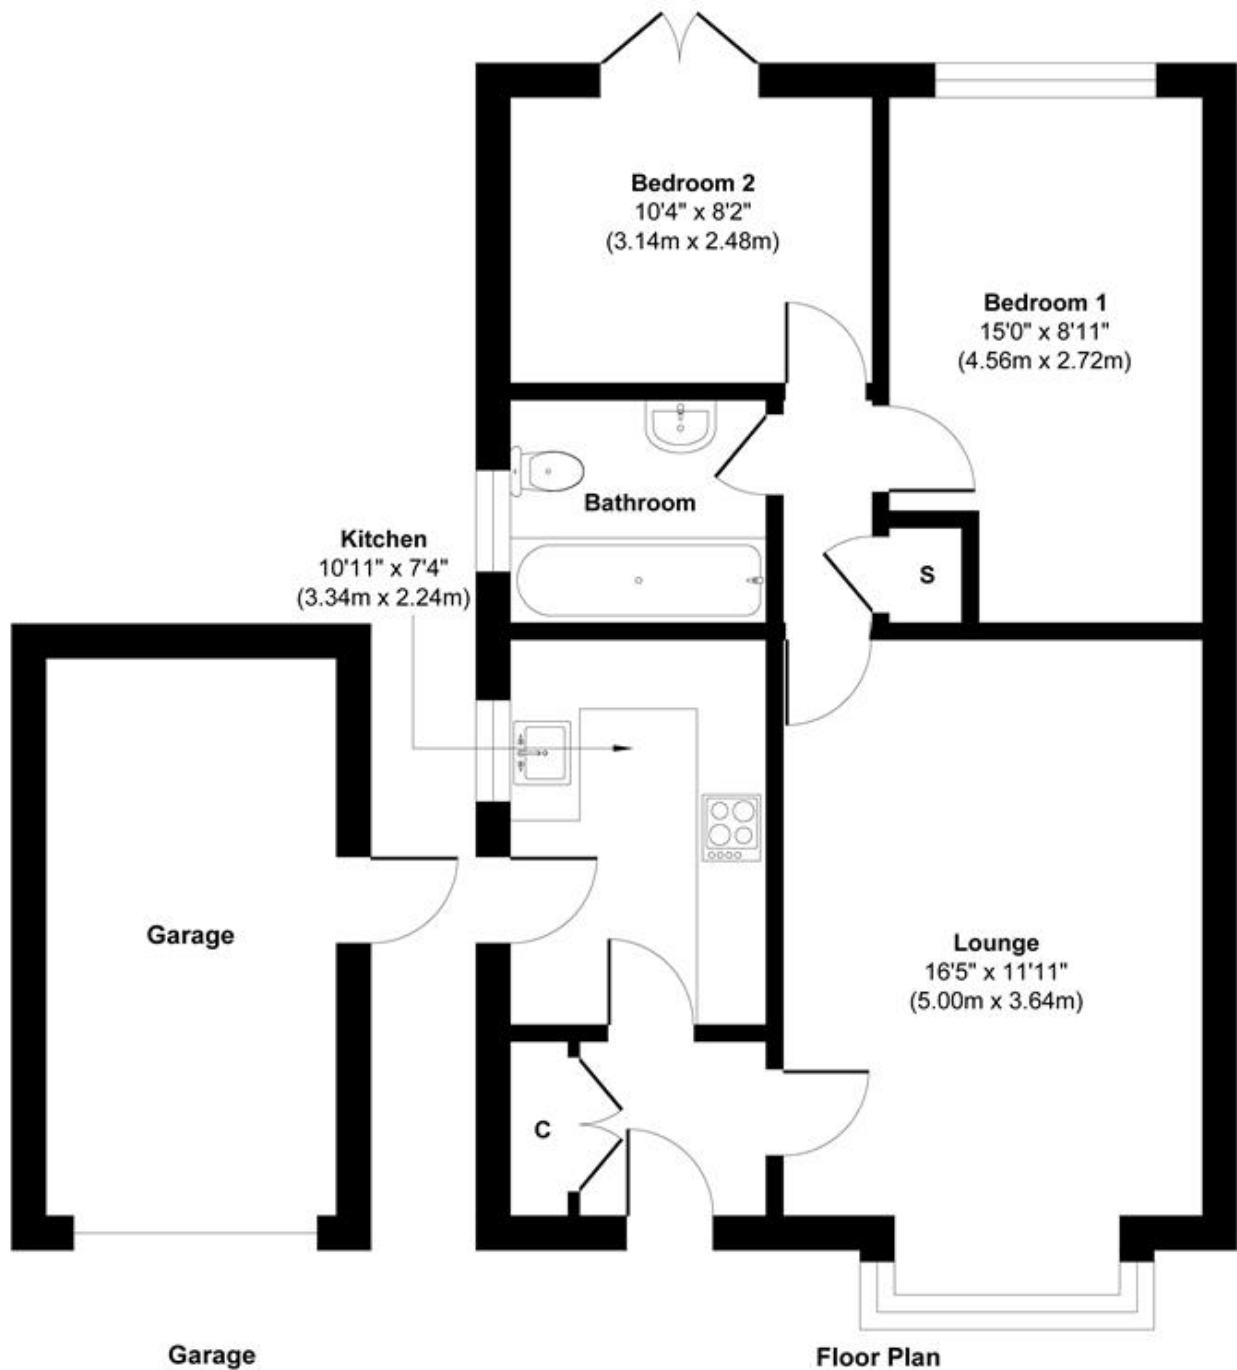 Bedroom 2
10'4" x 8'2"
(3.14m x 2.48m)
Bedroom 1
15'0" x 8'11"
(4.56m x 2.72m)
Bathroom
Kitchen
10'11" x 7'4"
(3.34m x 2.24m)
S
Garage
Lounge
16'5" x 11'11"
(5.00m x 3.64m)
C
Garage
Floor Plan